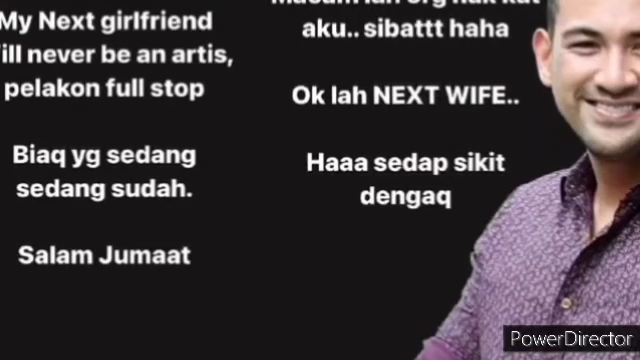 My Next girlfriend
ill never be an artis,
pelakon full stop
Biaq yg sedang
sedang sudah.
Salam Jumaat
aku.. sibattt haha
Ok lah NEXT WIFE..
Haaa sedap sikit
dengaq
PowerDirector